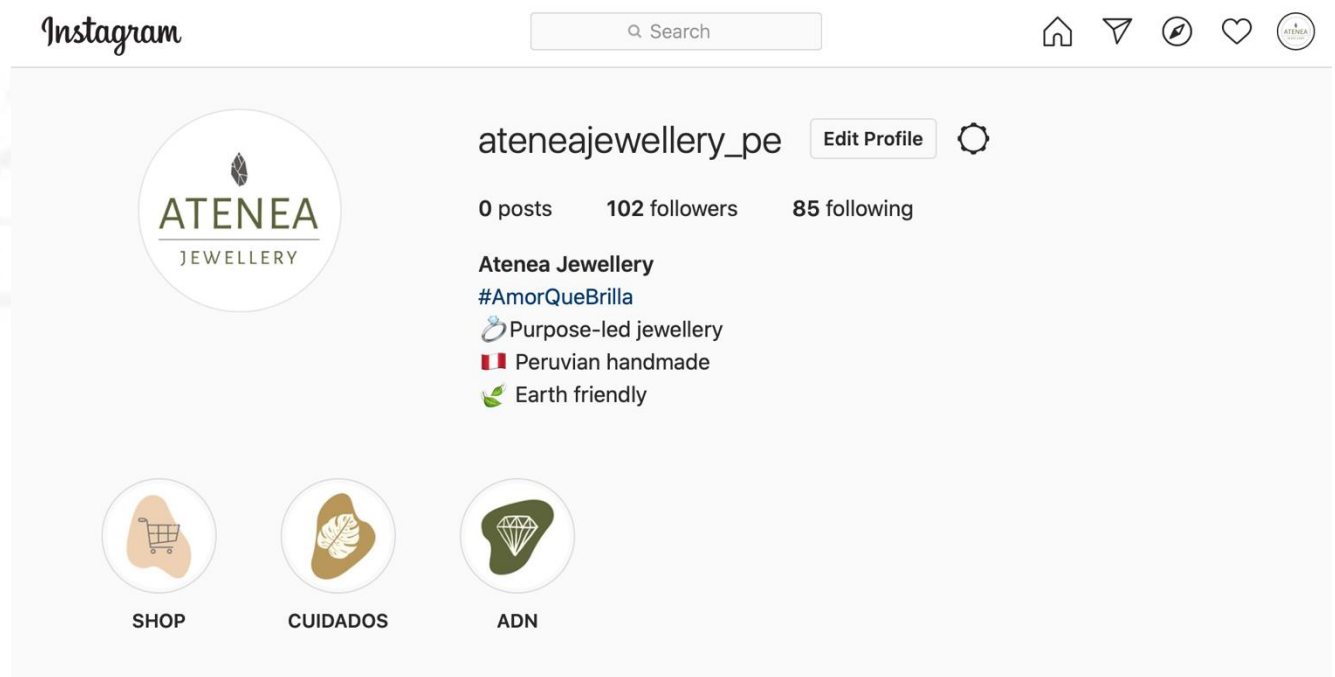 Instagram
Search
ATENEA
ateneajewellery_pe Edit Profile
0 posts 102 followers 85 following
ATENEA
JEWELLERY
Atenea Jewellery
#AmorQueBrilla
Purpose-led jewellery
Peruvian handmade
Earth friendly
SHOP CUIDADOS ADN